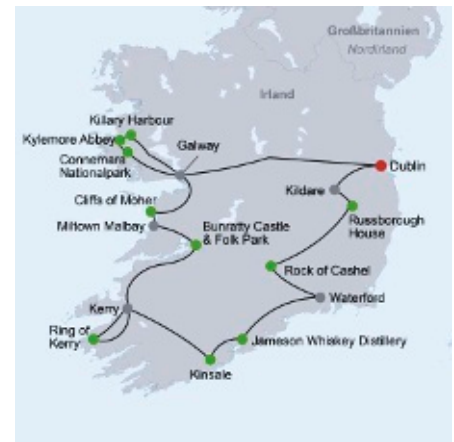 Großbritannien
Nordirland
Irland
Killary Harbour
Kylemore Abbey
Connemara
Nationalpark
Galway
Dublin
Kildare
Cliffs of Moher
Miltown Malbay
Bunratty Castle
& Folk Park
Russborough
House
Rock of Cashel
Kerry
Waterford
Ring of
Kerry
Jameson Whiskey Distillery
Kinsale